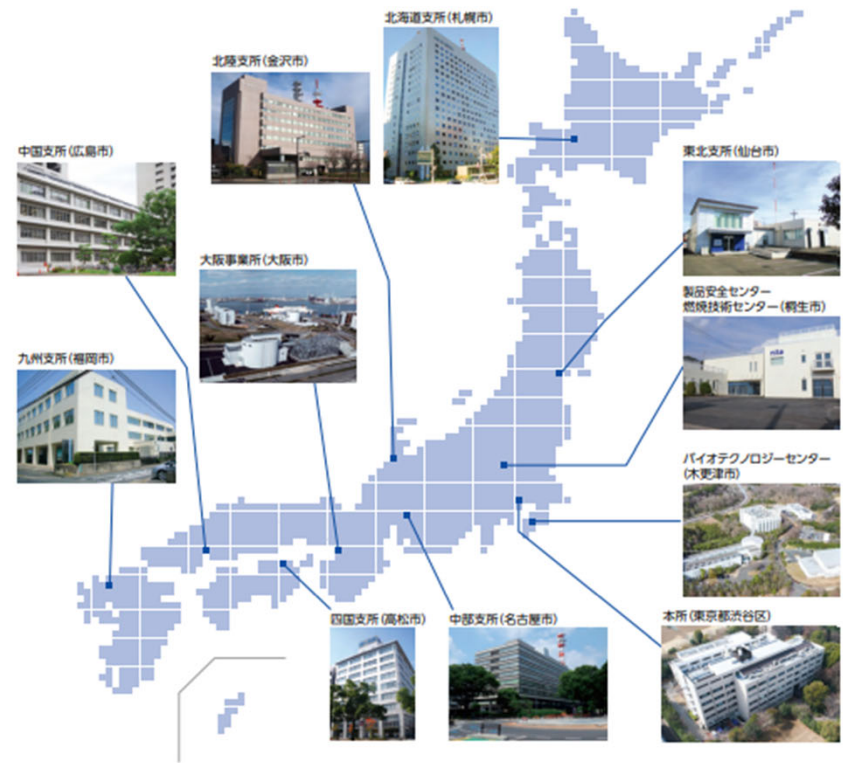 北海道支所(札幌市)
北陸支所(金沢市)
中国支所(広島市)
東北支所(仙台市)
大阪事業所(大阪市)
製品安全センター
燃焼技術センター(桐生市)
nite
九州支所(福岡市)
バイオテクノロジーセンター
(木更津市)
本所(東京都渋谷区)
四国支所(高松市)
中部支所(名古屋市)